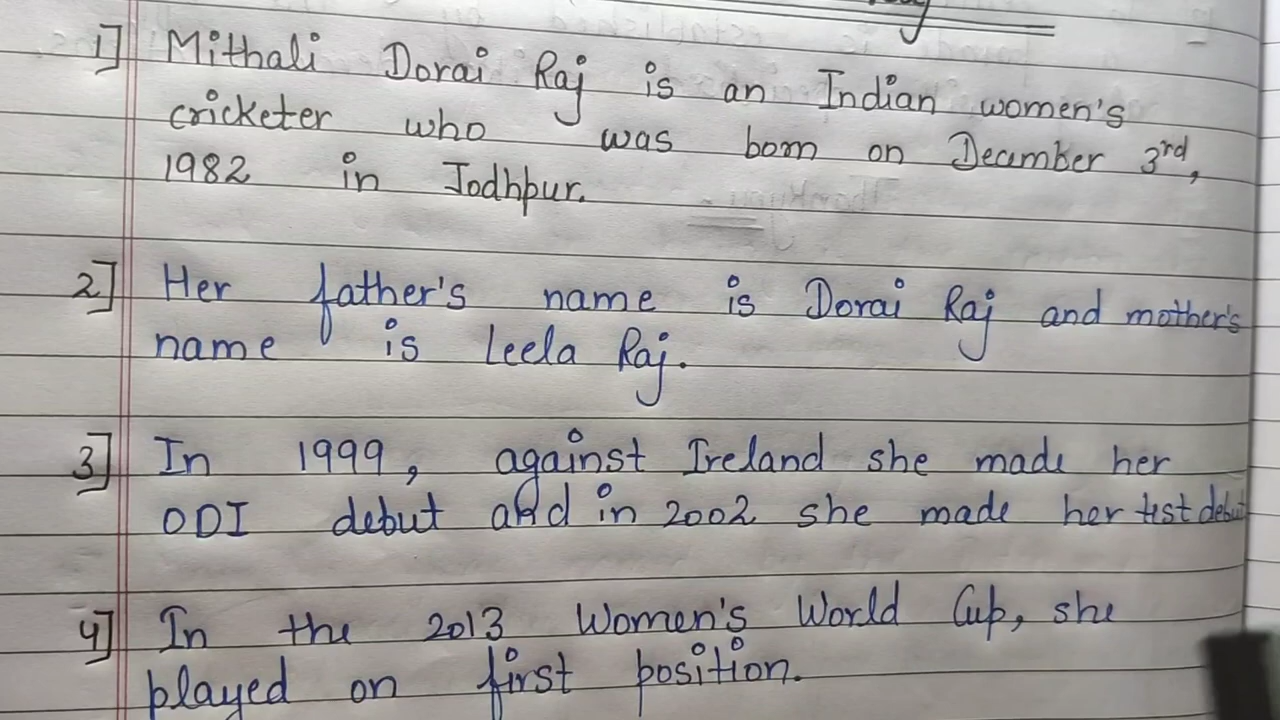 1] Mithali Dorai Raj is an Indian women's
cricketer who was born on December 3rd,
1982 in Jodhpur.
2] Her father's name is Dorai Raj and mother's
name is Leela Raj.
3] In 1999, against Ireland she made her
ODI debut and in 2002 she made her test debut
4] In the 2013 Women's World Cup, she
played on first position.